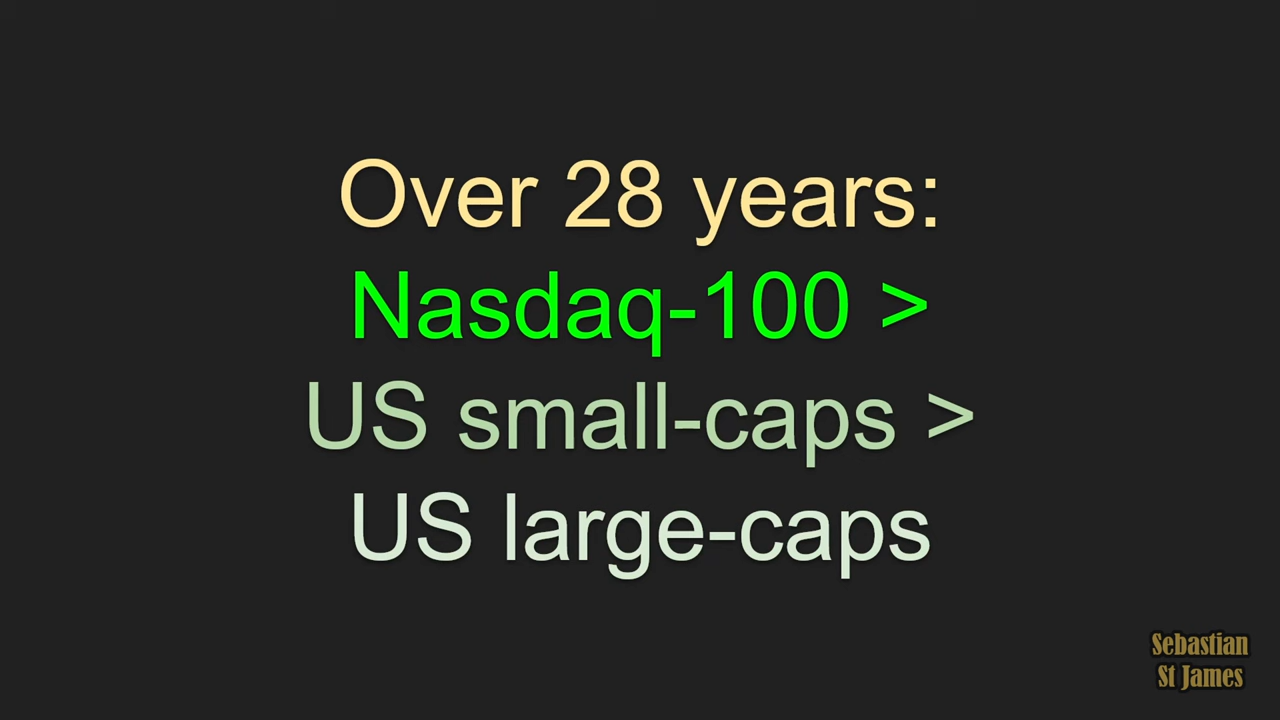 Over 28 years:
Nasdaq-100 >
US small-caps >
US large-caps
Sebastian
St James